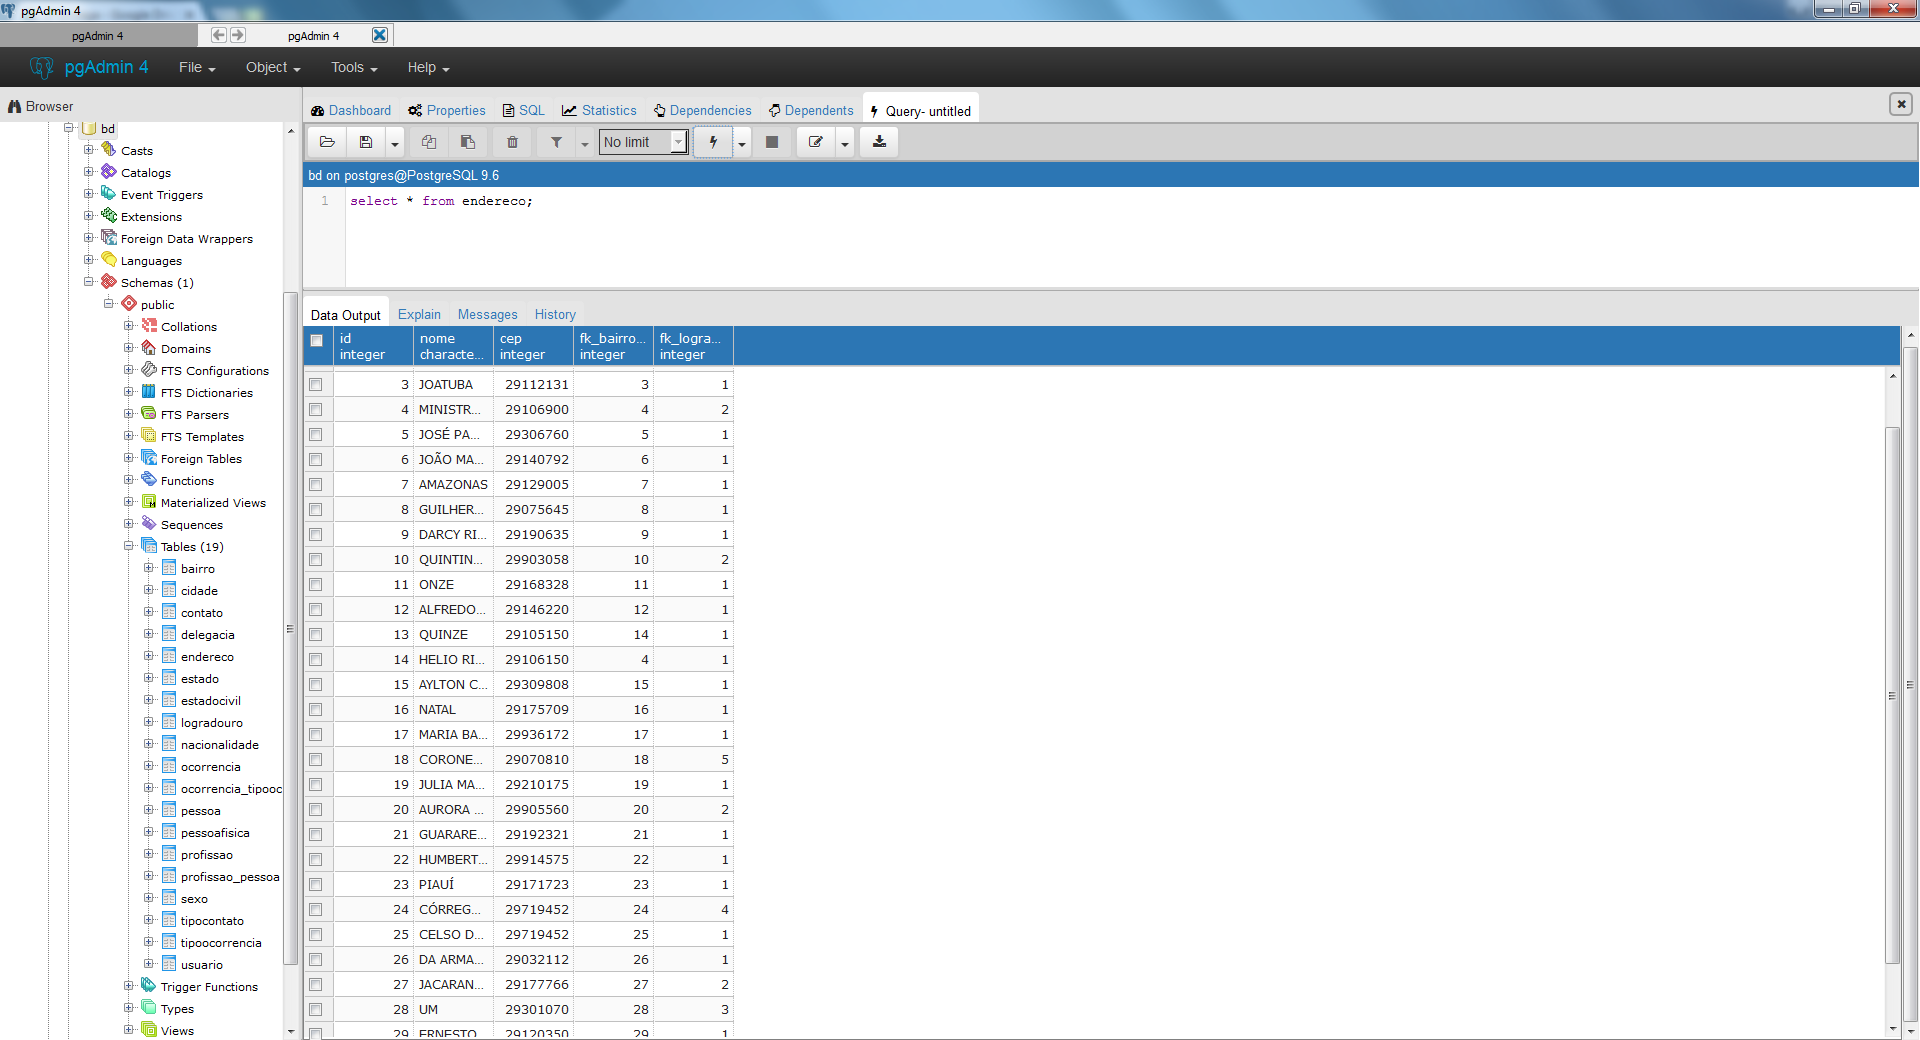 pgAdmin 4
pgAdmin 4
pgAdmin 4
pgAdmin 4 File Object Tools Help
Browser
Dashboard Properties SQL Statistics Dependencies Dependents Query- untitled
No limit
bd on postgres@PostgreSQL 9.6
1 select * from endereco;
bd
Casts
Catalogs
Event Triggers
Extensions
Foreign Data Wrappers
Languages
Schemas (1)
public
Collations
Domains
FTS Configurations
FTS Dictionaries
FTS Parsers
FTS Templates
Foreign Tables
Functions
Materialized Views
Sequences
Tables (19)
bairro
cidade
contato
delegacia
endereco
estado
estadocivil
logradouro
nacionalidade
ocorrencia
ocorrencia_tipooc
pessoa
pessoafisica
profissao
profissao_pessoa
sexo
tipocontato
tipoocorrencia
usuario
Trigger Functions
Types
Views
Data Output Explain Messages History
id nome cep fk_bairro... fk_logra...
integer characte... integer integer integer
3 JOATUBA 29112131 3 1
4 MINISTR... 29106900 4 2
5 JOSÉ PA... 29306760 5 1
6 JOÃO MA... 29140792 6 1
7 AMAZONAS 29129005 7 1
8 GUILHER... 29075645 8 1
9 DARCY RI... 29190635 9 1
10 QUINTIN... 29903058 10 2
11 ONZE 29168328 11 1
12 ALFREDO... 29146220 12 1
13 QUINZE 29105150 14 1
14 HELIO RI... 29106150 4 1
15 AYLTON C... 29309808 15 1
16 NATAL 29175709 16 1
17 MARIA BA... 29936172 17 1
18 CORONE... 29070810 18 5
19 JULIA MA... 29210175 19 1
20 AURORA ... 29905560 20 2
21 GUARARE... 29192321 21 1
22 HUMBERT... 29914575 22 1
23 PIAUÍ 29171723 23 1
24 CÓRREG... 29719452 24 4
25 CELSO D... 29719452 25 1
26 DA ARMA... 29032112 26 1
27 JACARAN... 29177766 27 2
28 UM 29301070 28 3
29 ERNESTO 29120350 29 1